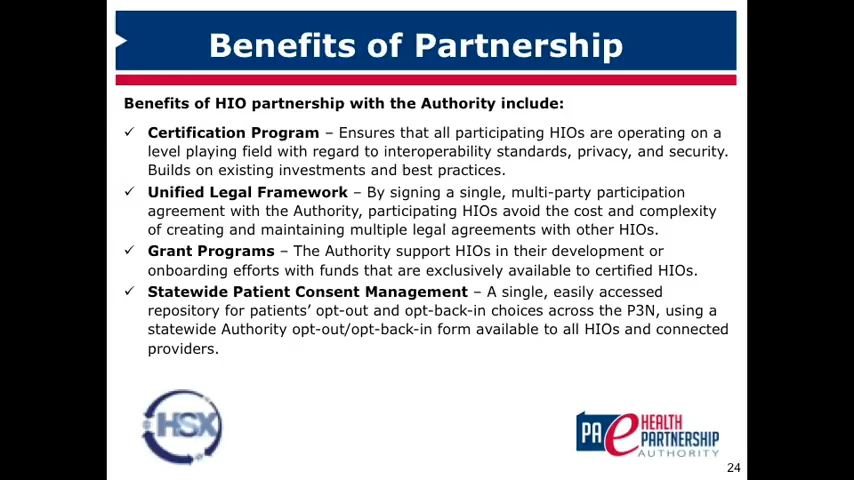 Benefits of Partnership
Benefits of HIO partnership with the Authority include:
✓ Certification Program – Ensures that all participating HIOs are operating on a
level playing field with regard to interoperability standards, privacy, and security.
Builds on existing investments and best practices.
✓ Unified Legal Framework – By signing a single, multi-party participation
agreement with the Authority, participating HIOs avoid the cost and complexity
of creating and maintaining multiple legal agreements with other HIOs.
✓ Grant Programs – The Authority support HIOs in their development or
onboarding efforts with funds that are exclusively available to certified HIOs.
✓ Statewide Patient Consent Management – A single, easily accessed
repository for patients’ opt-out and opt-back-in choices across the P3N, using a
statewide Authority opt-out/opt-back-in form available to all HIOs and connected
providers.
HSX
PA e HEALTH
PARTNERSHIP
AUTHORITY
24